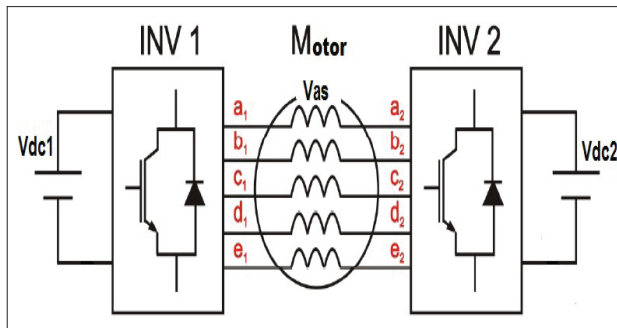 INV 1 Motor INV 2
Vas
Vdc1 Vdc2
a1 a2
b1 b2
c1 c2
d1 d2
e1 e2